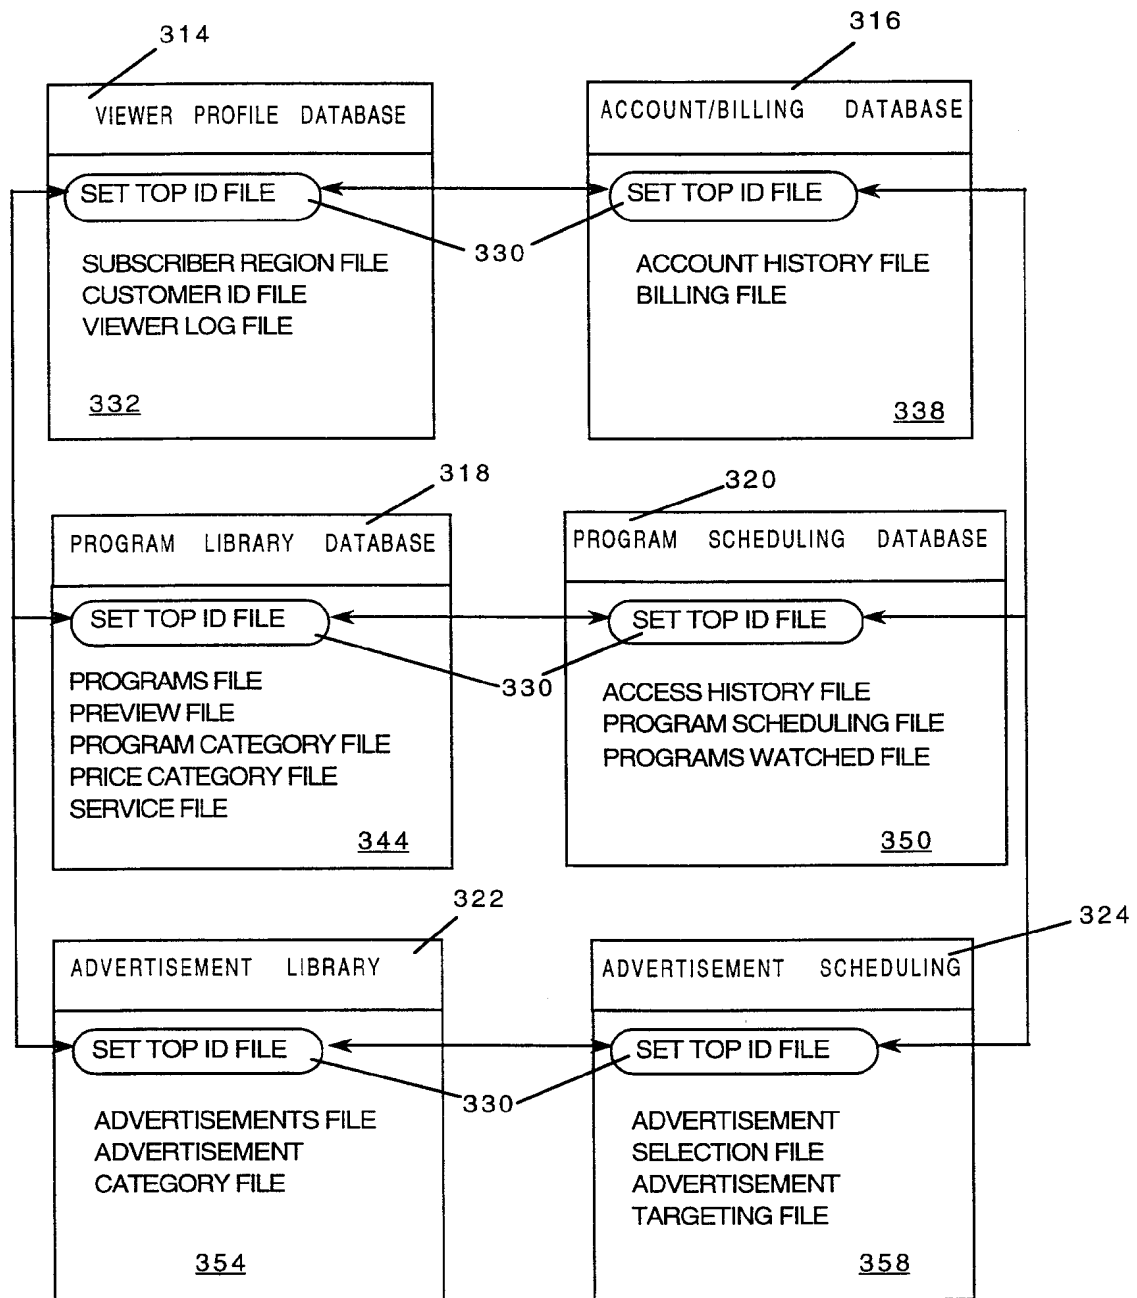 314
316
VIEWER PROFILE DATABASE
ACCOUNT/BILLING DATABASE
SET TOP ID FILE
SET TOP ID FILE
330
SUBSCRIBER REGION FILE
CUSTOMER ID FILE
VIEWER LOG FILE
ACCOUNT HISTORY FILE
BILLING FILE
332
338
318
320
PROGRAM LIBRARY DATABASE
PROGRAM SCHEDULING DATABASE
SET TOP ID FILE
SET TOP ID FILE
330
PROGRAMS FILE
PREVIEW FILE
PROGRAM CATEGORY FILE
PRICE CATEGORY FILE
SERVICE FILE
ACCESS HISTORY FILE
PROGRAM SCHEDULING FILE
PROGRAMS WATCHED FILE
344
350
322
324
ADVERTISEMENT LIBRARY
ADVERTISEMENT SCHEDULING
SET TOP ID FILE
SET TOP ID FILE
330
ADVERTISEMENTS FILE
ADVERTISEMENT
CATEGORY FILE
ADVERTISEMENT
SELECTION FILE
ADVERTISEMENT
TARGETING FILE
354
358